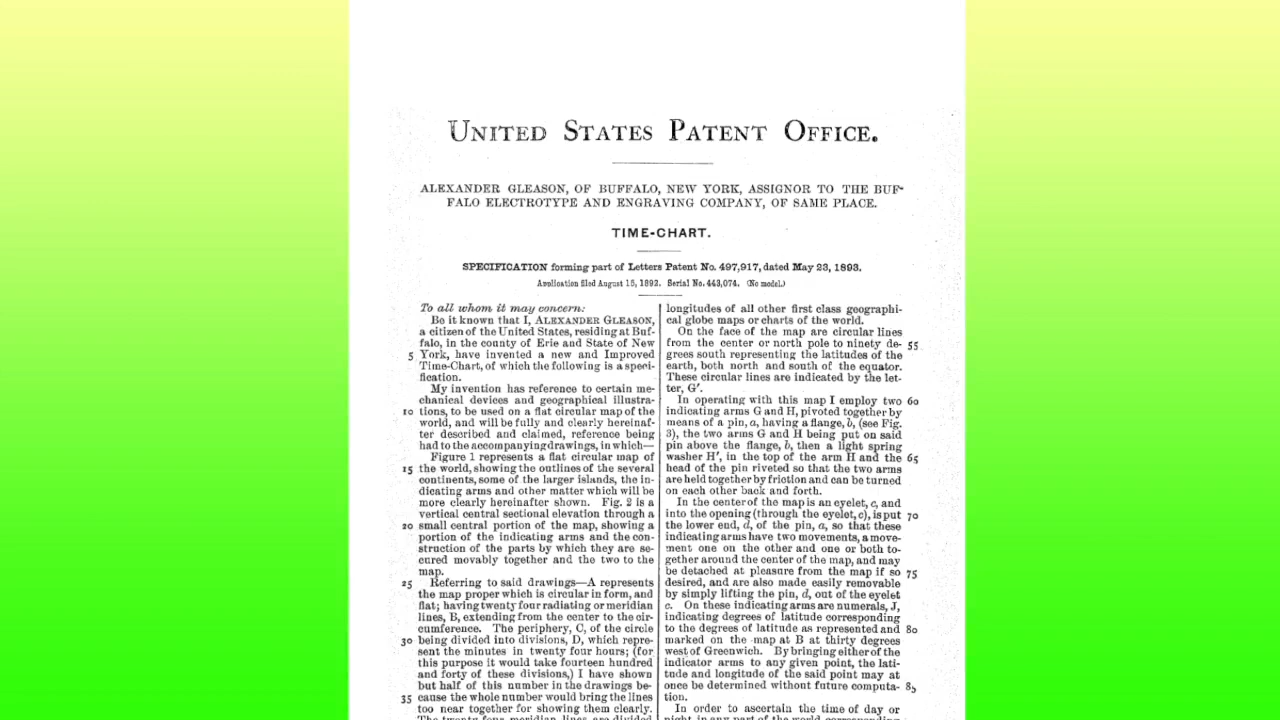 UNITED STATES PATENT OFFICE.
ALEXANDER GLEASON, OF BUFFALO, NEW YORK, ASSIGNOR TO THE BUF-
FALO ELECTROTYPE AND ENGRAVING COMPANY, OF SAME PLACE.
TIME-CHART.
SPECIFICATION forming part of Letters Patent No. 497,917, dated May 23, 1893.
Application filed August 15, 1892. Serial No. 443,074. (No model.)
To all whom it may concern:
Be it known that I, ALEXANDER GLEASON,
a citizen of the United States, residing at Buf-
falo, in the county of Erie and State of New
5 York, have invented a new and Improved
Time-Chart, of which the following is a speci-
fication.
My invention has reference to certain me-
chanical devices and geographical illustra-
10 tions, to be used on a flat circular map of the
world, and will be fully and clearly hereinaf-
ter described and claimed, reference being
had to the accompanying drawings, in which—
Figure 1 represents a flat circular map of
15 the world, showing the outlines of the several
continents, some of the larger islands, the in-
dicating arms and other matter which will be
more clearly hereinafter shown. Fig. 2 is a
vertical central sectional elevation through a
20 small central portion of the map, showing a
portion of the indicating arms and the con-
struction of the parts by which they are se-
cured movably together and the two to the
map.
25 Referring to said drawings—A represents
the map proper which is circular in form, and
flat; having twenty four radiating or meridian
lines, B, extending from the center to the cir-
cumference. The periphery, C, of the circle
30 being divided into divisions, D, which repre-
sent the minutes in twenty four hours; (for
this purpose it would take fourteen hundred
and forty of these divisions,) I have shown
but half of this number in the drawings be-
35 cause the whole number would bring the lines
too near together for showing them clearly.
The twenty four meridian lines are divided
longitudes of all other first class geographi-
cal globe maps or charts of the world.
On the face of the map are circular lines
from the center or north pole to ninety de- 55
grees south representing the latitudes of the
earth, both north and south of the equator.
These circular lines are indicated by the let-
ter, G'.
In operating with this map I employ two 60
indicating arms G and H, pivoted together by
means of a pin, a, having a flange, b, (see Fig.
3), the two arms G and H being put on said
pin above the flange, b, then a light spring
washer H', in the top of the arm H and the 65
head of the pin riveted so that the two arms
are held together by friction and can be turned
on each other back and forth.
In the center of the map is an eyelet, c, and
into the opening (through the eyelet, c), is put 70
the lower end, d, of the pin, a, so that these
indicating arms have two movements, a move-
ment one on the other and one or both to-
gether around the center of the map, and may
be detached at pleasure from the map if so 75
desired, and are also made easily removable
by simply lifting the pin, d, out of the eyelet
c. On these indicating arms are numerals, J,
indicating degrees of latitude corresponding
to the degrees of latitude as represented and 80
marked on the map at B at thirty degrees
west of Greenwich. By bringing either of the
indicator arms to any given point, the lati-
tude and longitude of the said point may at
once be determined without future computa- 85
tion.
In order to ascertain the time of day or
night in any part of the world corresponding